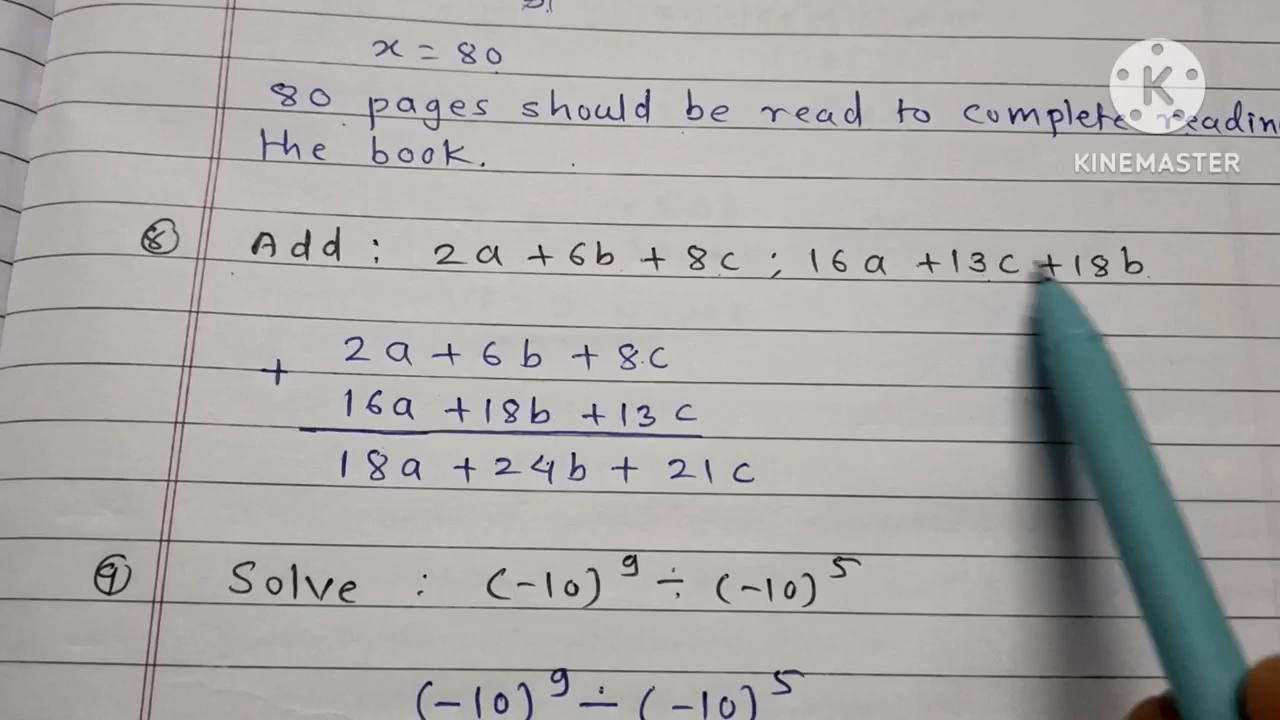 x = 80
80 pages should be read to complete reading
the book.
⑧ Add : 2a + 6b + 8c ; 16a + 13c + 18b
2a + 6b + 8c
+
16a + 18b + 13c
18a + 24b + 21c
⑨ Solve : (-10)⁹ ÷ (-10)⁵
(-10)⁹ ÷ (-10)⁵
K
KINEMASTER